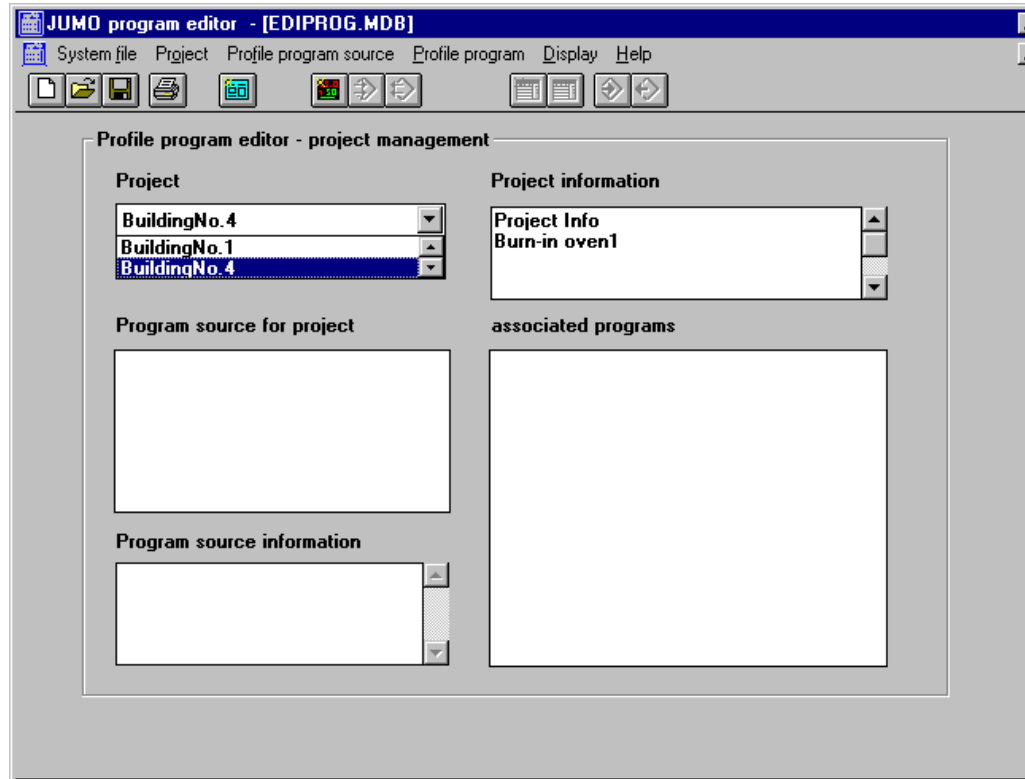 JUMO program editor - [EDIPROG.MDB]
System file Project Profile program source Profile program Display Help
Profile program editor - project management
Project
Project information
BuildingNo.4
BuildingNo.1
BuildingNo.4
Project Info
Burn-in oven1
Program source for project
associated programs
Program source information